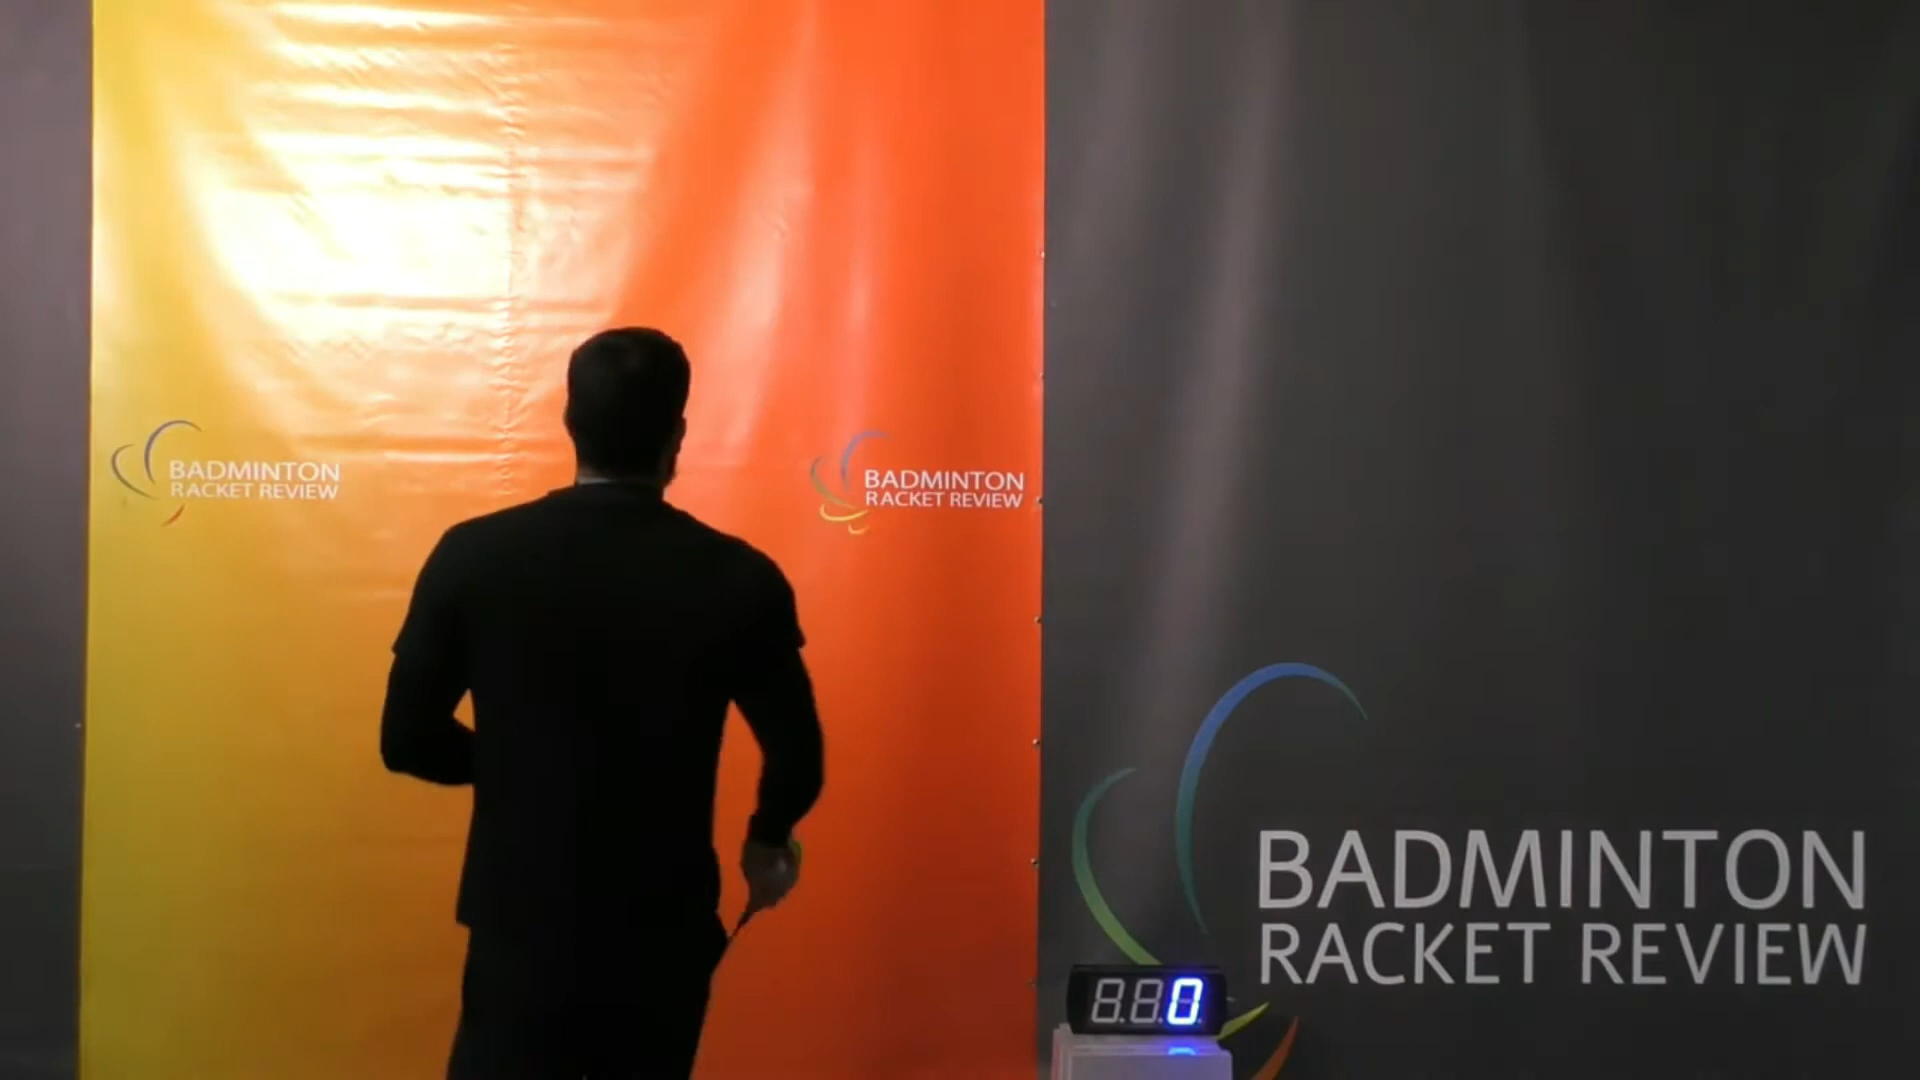 BADMINTON
RACKET REVIEW
BADMINTON
RACKET REVIEW
BADMINTON
RACKET REVIEW
0